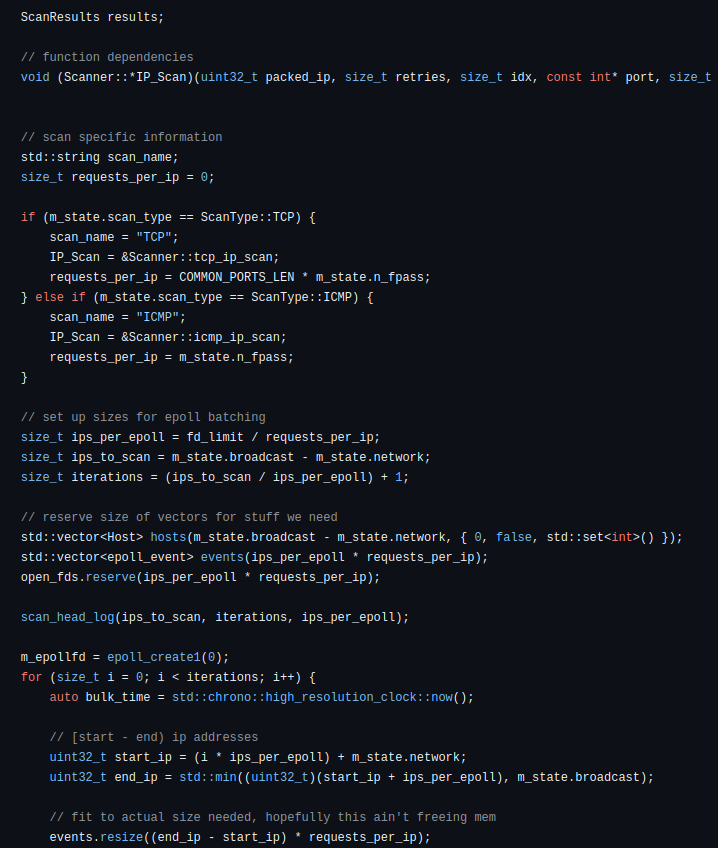 ScanResults results;
// function dependencies
void (Scanner::*IP_Scan)(uint32_t packed_ip, size_t retries, size_t idx, const int* port, size_t
// scan specific information
std::string scan_name;
size_t requests_per_ip = 0;
if (m_state.scan_type == ScanType::TCP) {
    scan_name = "TCP";
    IP_Scan = &Scanner::tcp_ip_scan;
    requests_per_ip = COMMON_PORTS_LEN * m_state.n_fpass;
} else if (m_state.scan_type == ScanType::ICMP) {
    scan_name = "ICMP";
    IP_Scan = &Scanner::icmp_ip_scan;
    requests_per_ip = m_state.n_fpass;
}
// set up sizes for epoll batching
size_t ips_per_epoll = fd_limit / requests_per_ip;
size_t ips_to_scan = m_state.broadcast - m_state.network;
size_t iterations = (ips_to_scan / ips_per_epoll) + 1;
// reserve size of vectors for stuff we need
std::vector<Host> hosts(m_state.broadcast - m_state.network, { 0, false, std::set<int>() });
std::vector<epoll_event> events(ips_per_epoll * requests_per_ip);
open_fds.reserve(ips_per_epoll * requests_per_ip);
scan_head_log(ips_to_scan, iterations, ips_per_epoll);
m_epollfd = epoll_create1(0);
for (size_t i = 0; i < iterations; i++) {
    auto bulk_time = std::chrono::high_resolution_clock::now();
    // [start - end) ip addresses
    uint32_t start_ip = (i * ips_per_epoll) + m_state.network;
    uint32_t end_ip = std::min((uint32_t)(start_ip + ips_per_epoll), m_state.broadcast);
    // fit to actual size needed, hopefully this ain't freeing mem
    events.resize((end_ip - start_ip) * requests_per_ip);